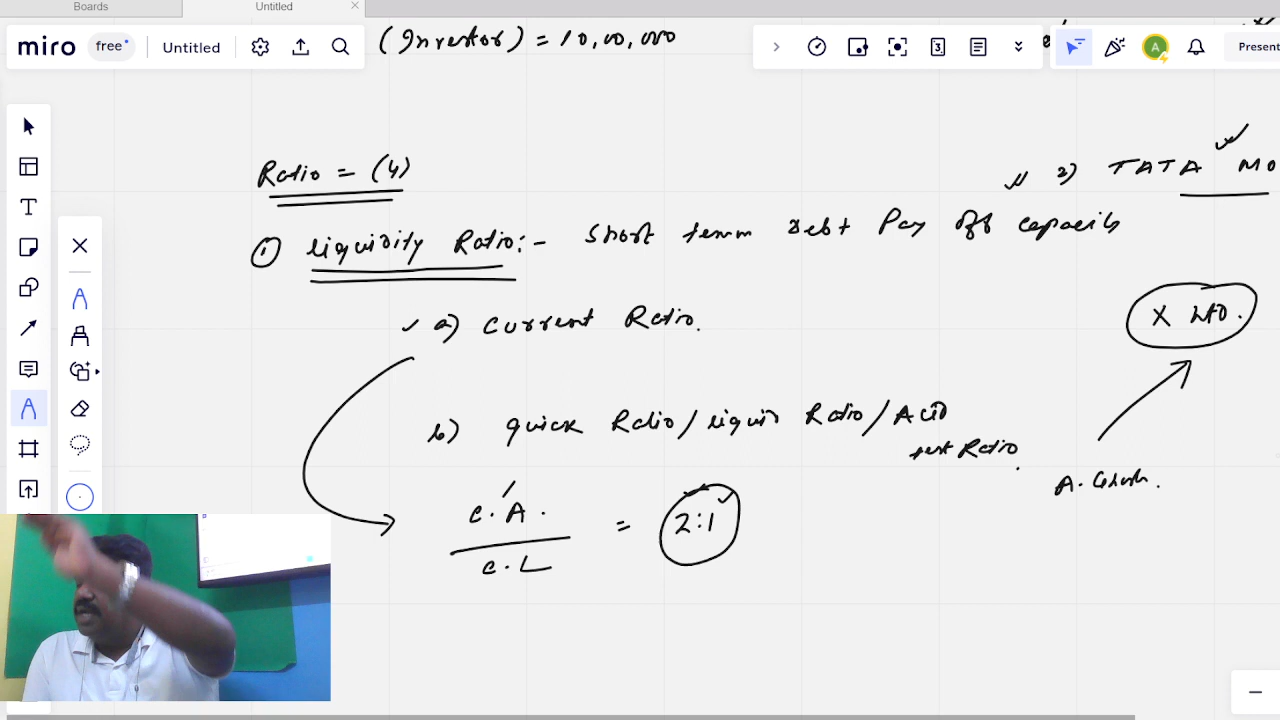 Boards
Untitled
miro
free
Untitled
(Investor) = 10,00,000
3
A
Present
Ratio = (4)
2) TATA MO
① liquidity Ratio:- Short term debt Pay off capacity
a) Current Ratio.
X LTD.
b) quick Ratio/liquid Ratio/Acid
test Ratio.
C.A.
C.L
= 2:1